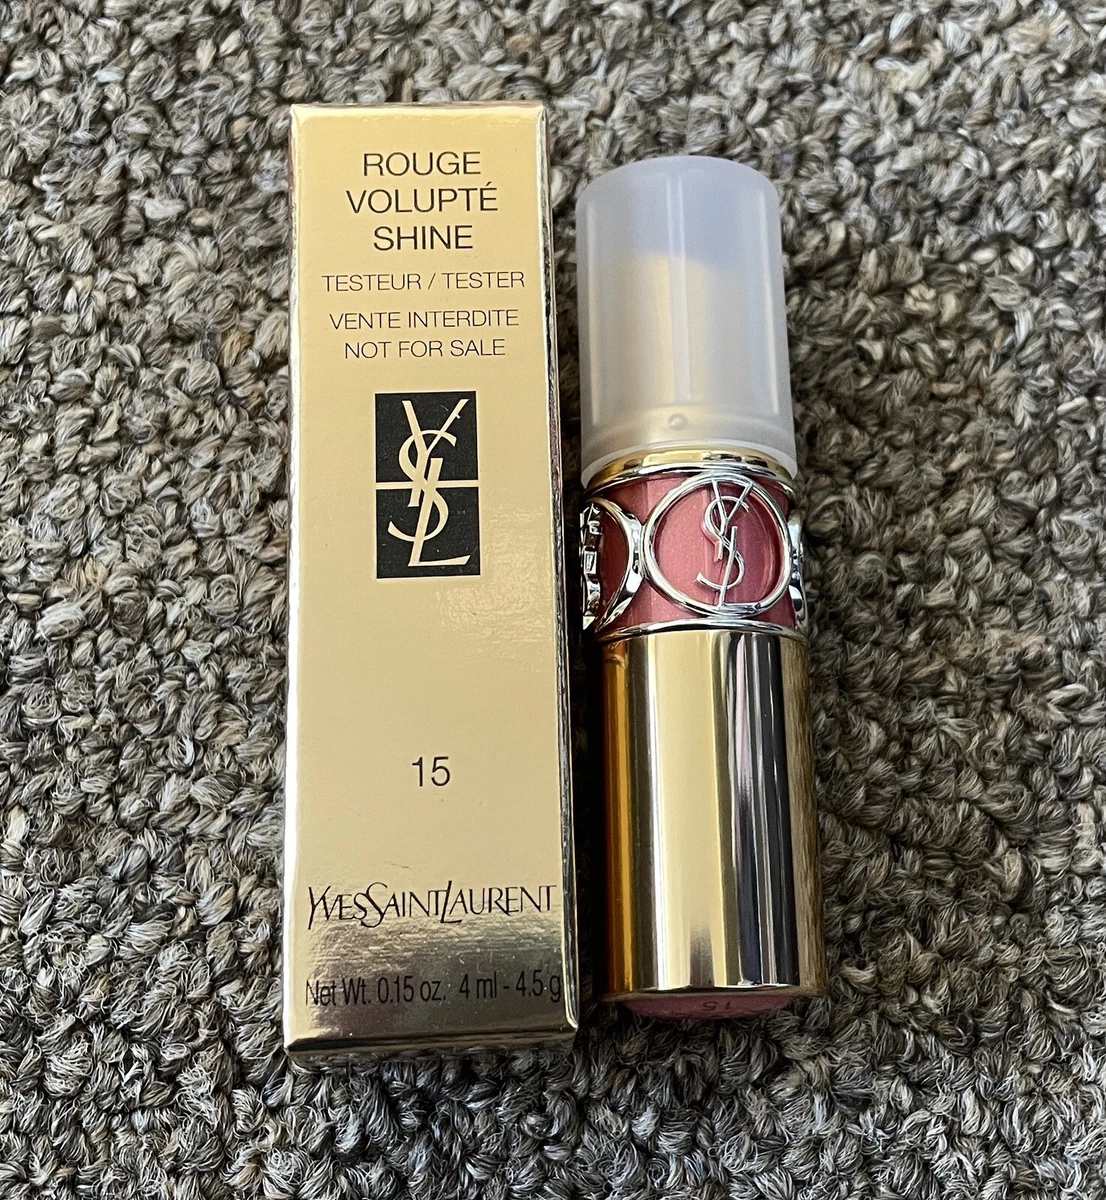 ROUGE
VOLUPTÉ
SHINE
TESTEUR / TESTER
VENTE INTERDITE
NOT FOR SALE
YSL
15
YVESSAINTLAURENT
Net Wt. 0.15 oz. 4 ml - 4.5 g
YSL
15